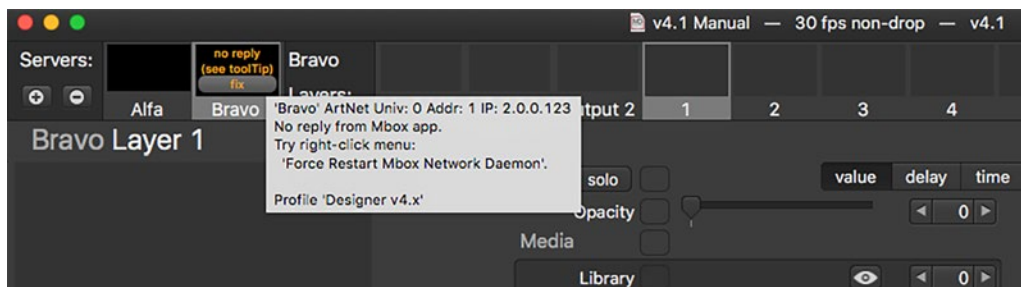 v4.1 Manual — 30 fps non-drop — v4.1
Servers:
no reply
(see toolTip)
fix
Bravo
Alfa
Bravo
1
2
3
4
'Bravo' ArtNet Univ: 0 Addr: 1 IP: 2.0.0.123
No reply from Mbox app.
Try right-click menu:
'Force Restart Mbox Network Daemon'.
Profile 'Designer v4.x'
Bravo Layer 1
solo
value delay time
Opacity
0
Media
Library
0